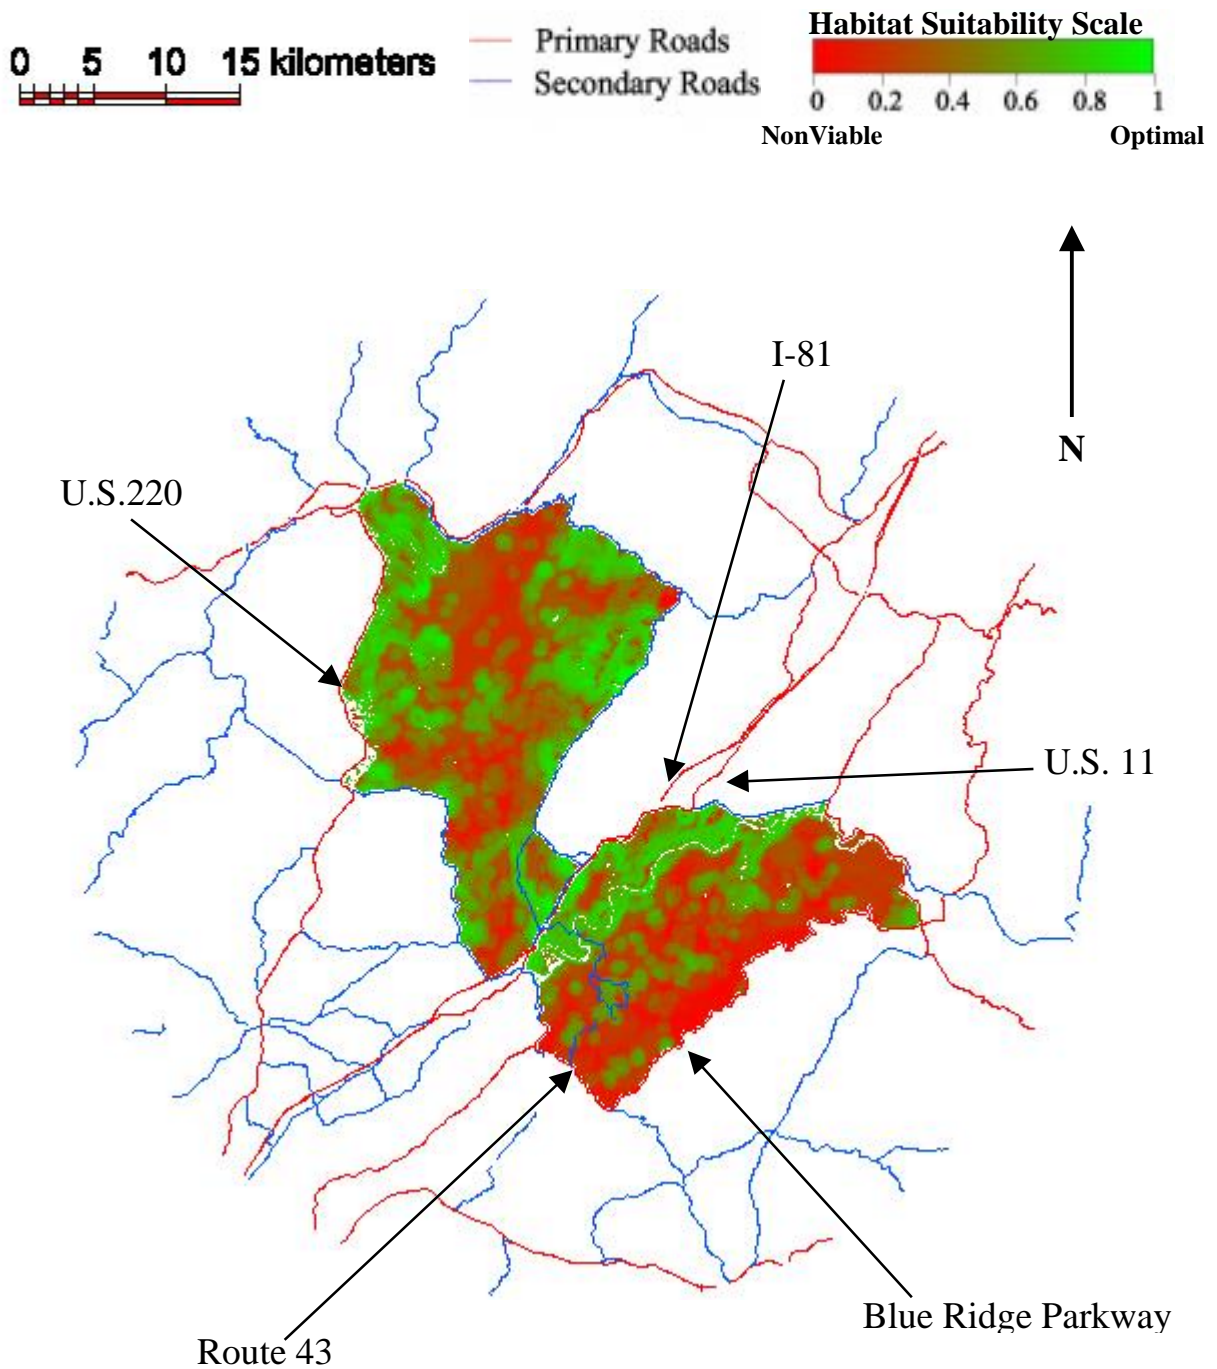 0 5 10 15 kilometers
Primary Roads
Secondary Roads
Habitat Suitability Scale
0 0.2 0.4 0.6 0.8 1
NonViable Optimal
N
I-81
U.S.220
U.S. 11
Blue Ridge Parkway
Route 43